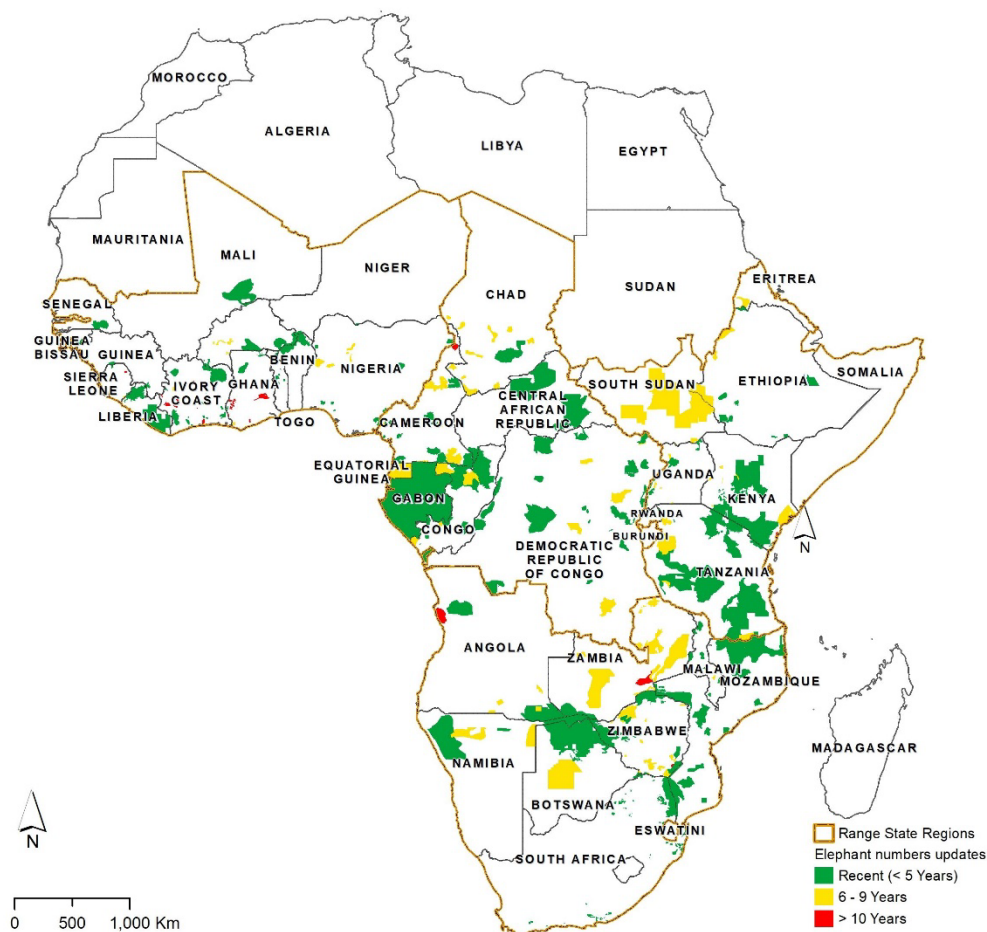 MOROCCO
ALGERIA
LIBYA
EGYPT
MAURITANIA
MALI
NIGER
CHAD
SUDAN
ERITREA
SENEGAL
GUINEA
BISSAU
GUINEA
SIERRA
LEONE
LIBERIA
IVORY
COAST
GHANA
TOGO
BENIN
NIGERIA
CAMEROON
CENTRAL
AFRICAN
REPUBLIC
SOUTH SUDAN
ETHIOPIA
SOMALIA
EQUATORIAL
GUINEA
GABON
CONGO
DEMOCRATIC
REPUBLIC
OF CONGO
UGANDA
KENYA
RWANDA
BURUNDI
TANZANIA
N
ANGOLA
ZAMBIA
MALAWI
MOZAMBIQUE
ZIMBABWE
NAMIBIA
BOTSWANA
MADAGASCAR
ESWATINI
SOUTH AFRICA
N
0 500 1,000 Km
Range State Regions
Elephant numbers updates
Recent (< 5 Years)
6 - 9 Years
> 10 Years